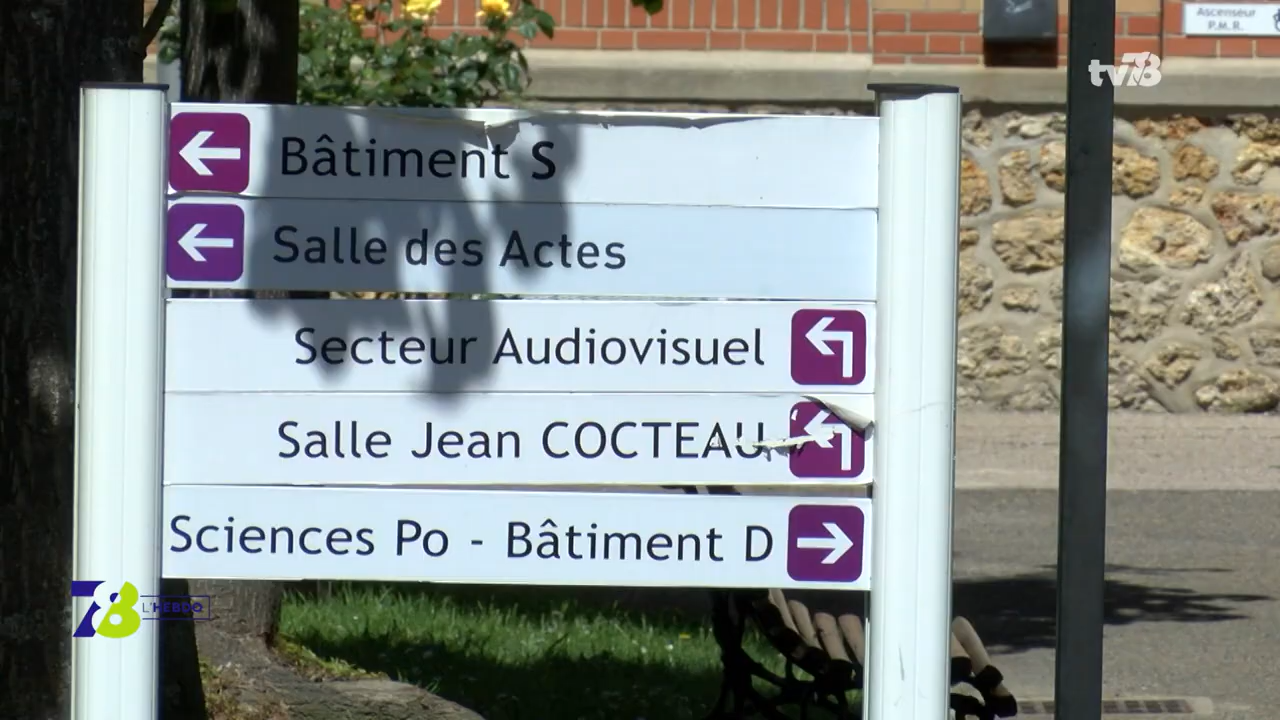 Ascenseur
P.M.R.
tv78
Bâtiment S
Salle des Actes
Secteur Audiovisuel
Salle Jean COCTEAU
Sciences Po - Bâtiment D
78
L'HEBDO